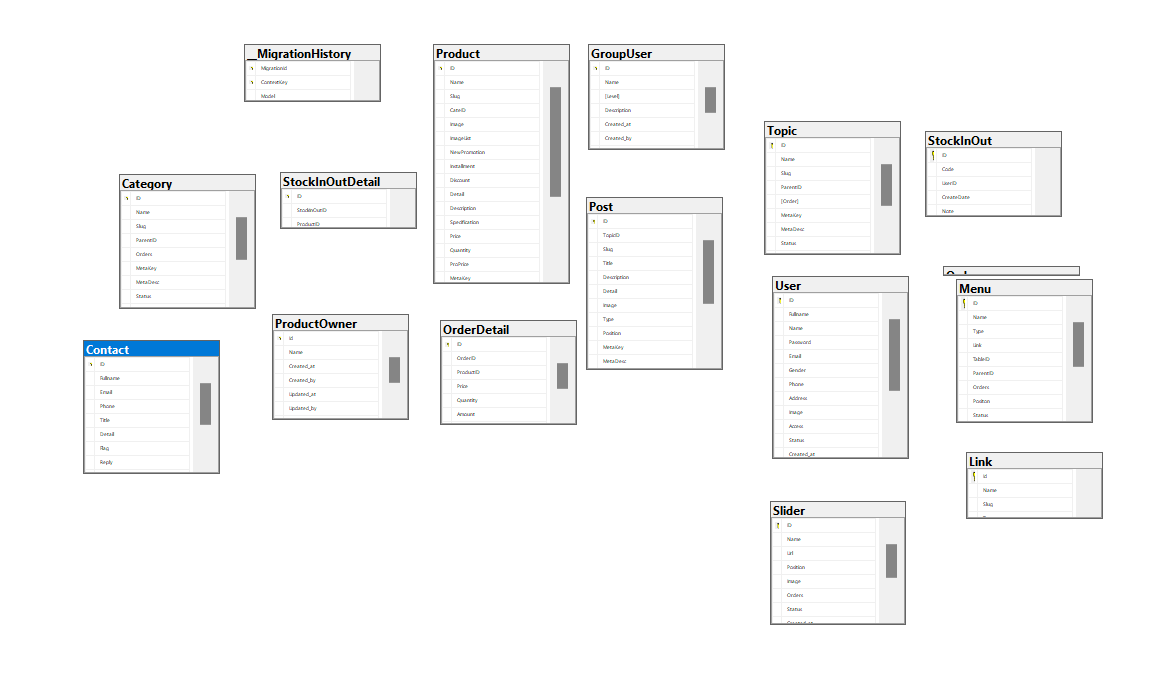 __MigrationHistory
MigrationId
ContextKey
Model
Product
ID
Name
Slug
CateID
Image
ImageList
NewPromotion
Installment
Discount
Detail
Description
Specification
Price
Quantity
ProPrice
MetaKey
GroupUser
ID
Name
[Level]
Description
Created_at
Created_by
Topic
ID
Name
Slug
ParentID
[Order]
MetaKey
MetaDesc
Status
StockInOut
ID
Code
UserID
CreateDate
Note
Category
ID
Name
Slug
ParentID
Orders
MetaKey
MetaDesc
Status
StockInOutDetail
ID
StockInOutID
ProductID
Post
ID
TopicID
Slug
Title
Description
Detail
Image
Type
Position
MetaKey
MetaDesc
User
ID
Fullname
Name
Password
Email
Gender
Phone
Address
Image
Access
Status
Created_at
Menu
ID
Name
Type
Link
TableID
ParentID
Orders
Position
Status
ProductOwner
Id
Name
Created_at
Created_by
Updated_at
Updated_by
OrderDetail
ID
OrderID
ProductID
Price
Quantity
Amount
Contact
ID
Fullname
Email
Phone
Title
Detail
Flag
Reply
Link
Id
Name
Slug
Slider
ID
Name
Url
Position
Image
Orders
Status
Created_at